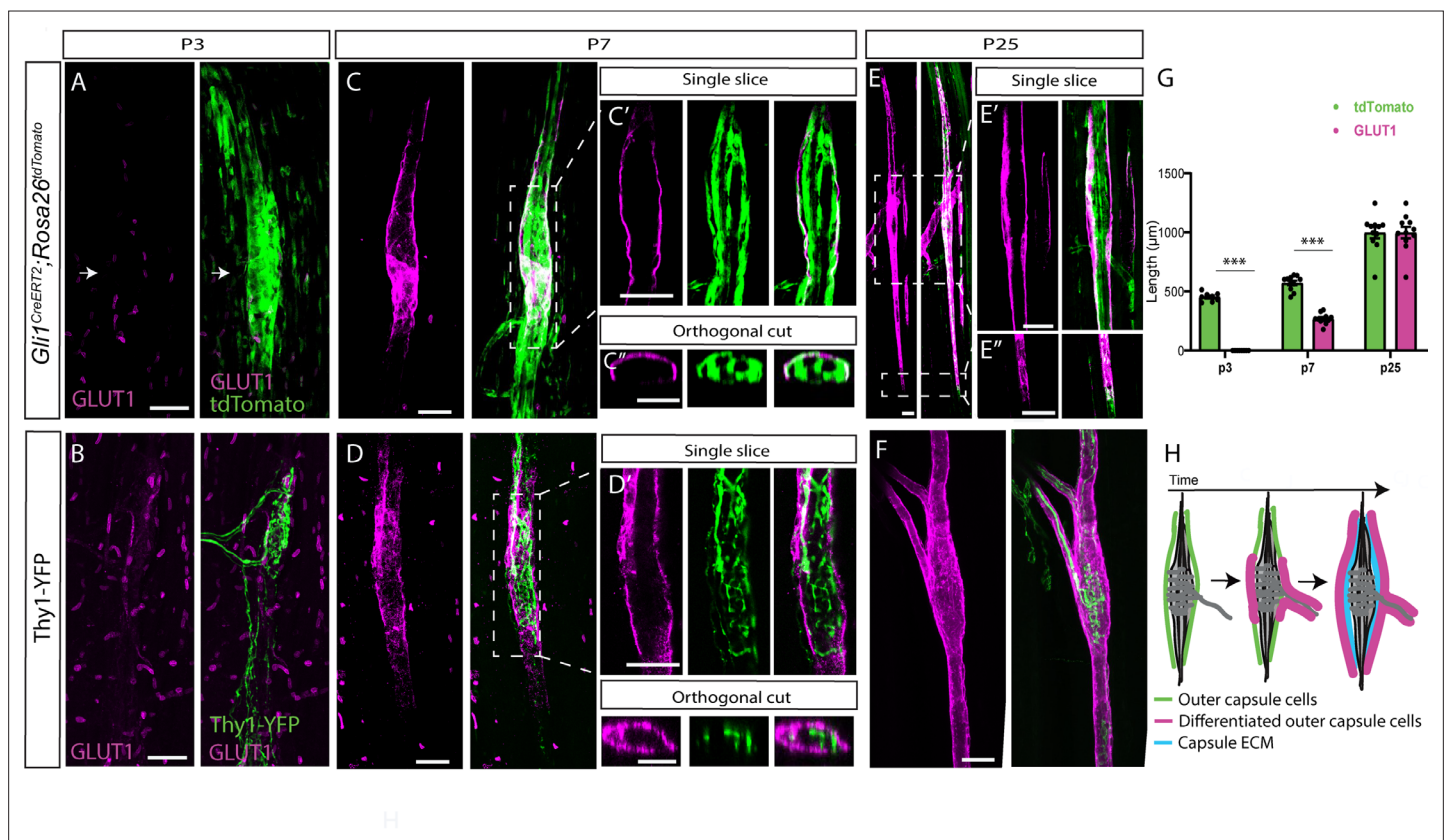 P3
P7
P25
Gli1CreERT2;Rosa26tdTomato
A
GLUT1
GLUT1
tdTomato
C
Single slice
C'
Orthogonal cut
C"
E
Single slice
E'
E"
G
tdTomato
GLUT1
Length (µm)
1500
1000
500
0
***
***
p3
p7
p25
Thy1-YFP
B
GLUT1
Thy1-YFP
GLUT1
D
Single slice
D'
Orthogonal cut
F
H
Time
Outer capsule cells
Differentiated outer capsule cells
Capsule ECM
H